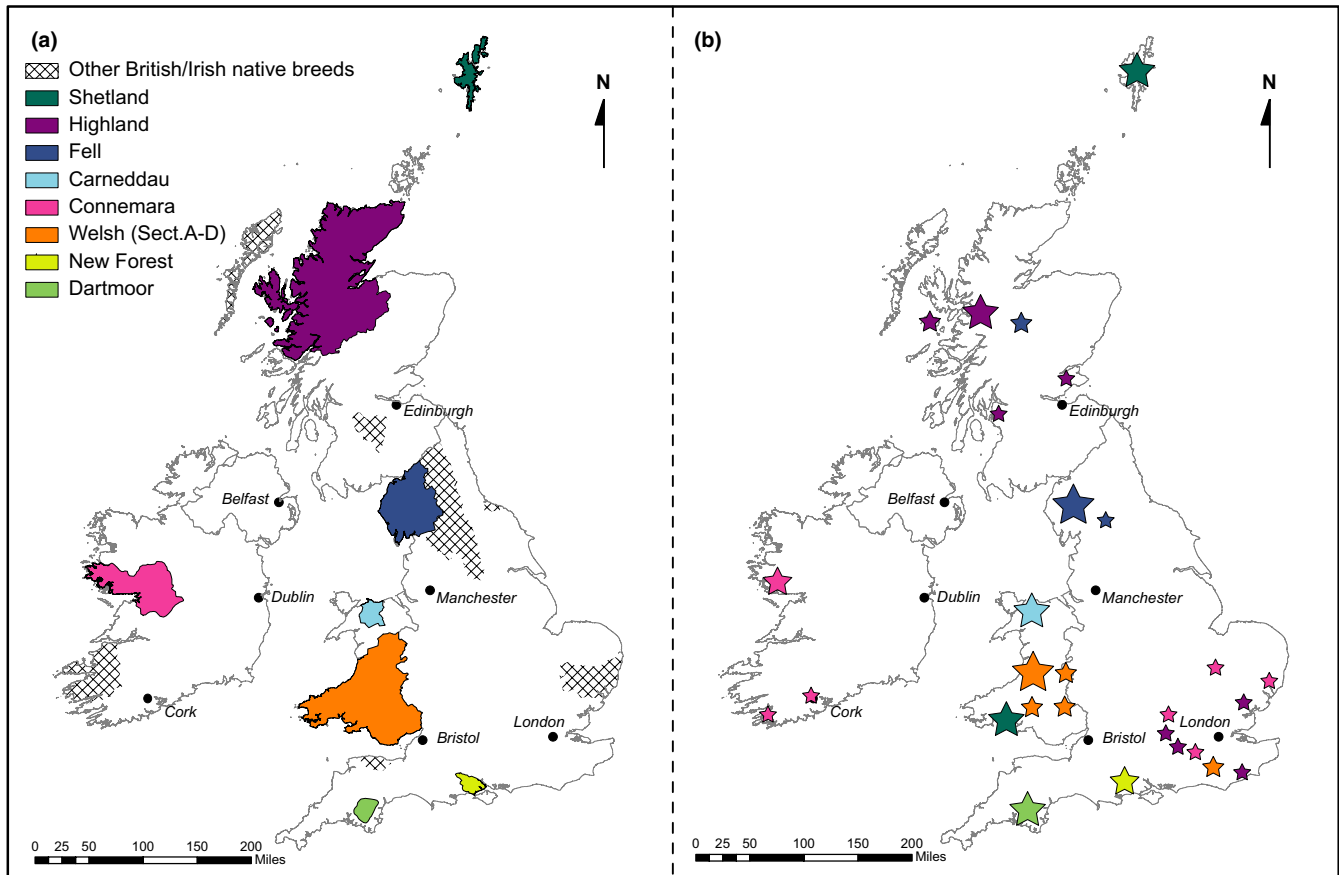 (a)
Other British/Irish native breeds
Shetland
Highland
Fell
Carneddau
Connemara
Welsh (Sect.A-D)
New Forest
Dartmoor
N
Edinburgh
Belfast
Dublin
Manchester
Cork
London
Bristol
0 25 50 100 150 200
Miles
(b)
N
Edinburgh
Belfast
Dublin
Manchester
Cork
London
Bristol
0 25 50 100 150 200
Miles